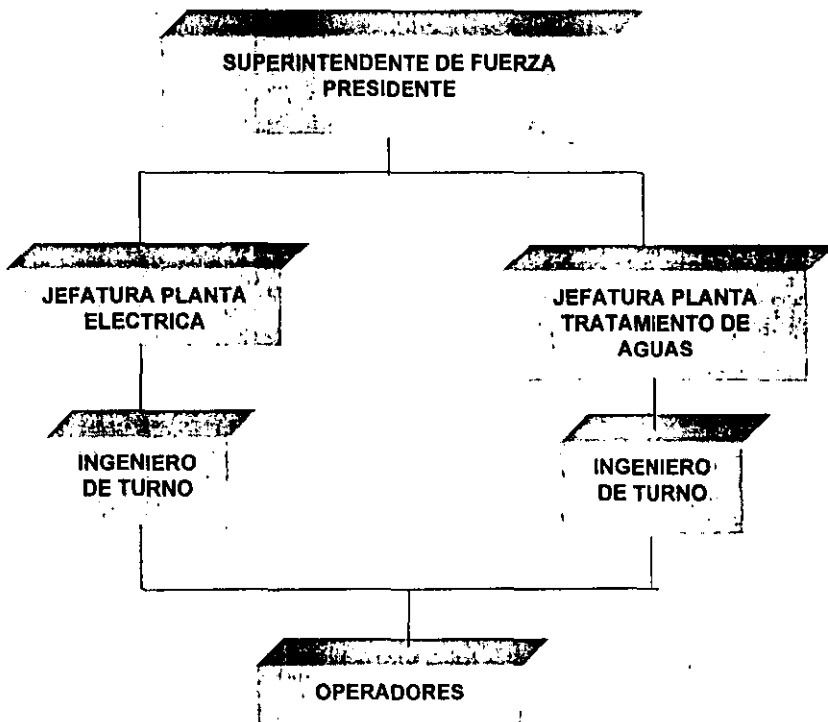 SUPERINTENDENTE DE FUERZA
PRESIDENTE
JEFATURA PLANTA
ELECTRICA
JEFATURA PLANTA
TRATAMIENTO DE
AGUAS
INGENIERO
DE TURNO
INGENIERO
DE TURNO
OPERADORES